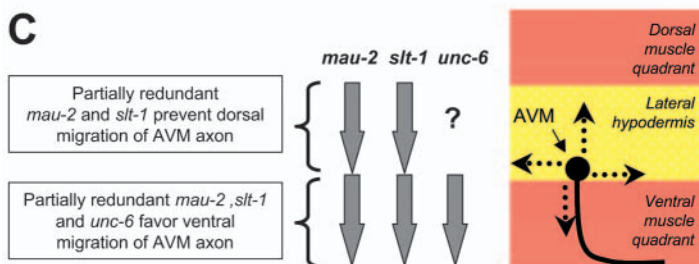 C
mau-2 slt-1 unc-6
Partially redundant
mau-2 and slt-1 prevent dorsal
migration of AVM axon
?
Partially redundant mau-2 ,slt-1
and unc-6 favor ventral
migration of AVM axon
Dorsal
muscle
quadrant
AVM
Lateral
hypodermis
Ventral
muscle
quadrant